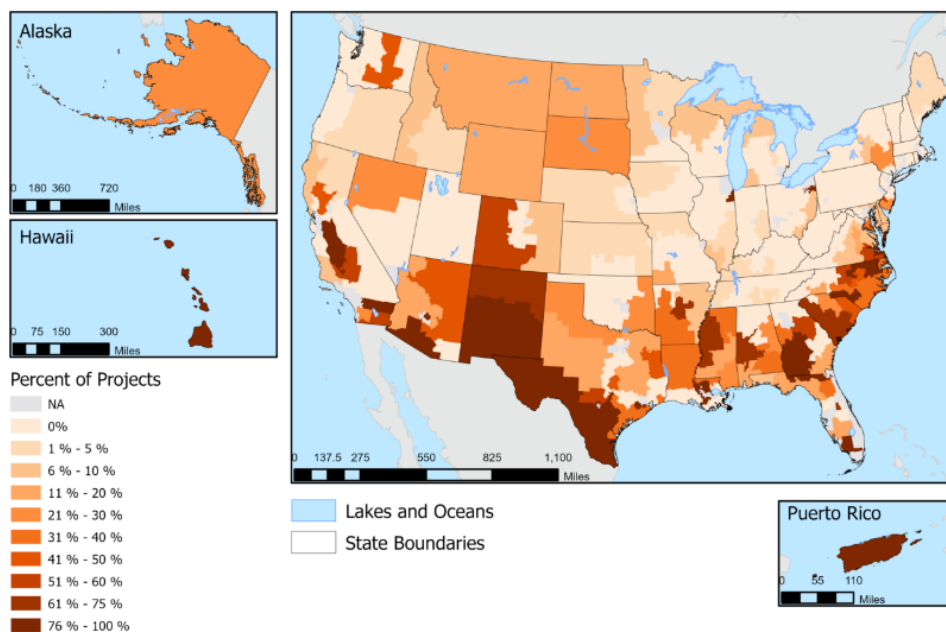 Alaska
0 180 360 720
Miles
Hawaii
0 75 150 300
Miles
Percent of Projects
NA
0%
1 % - 5 %
6 % - 10 %
11 % - 20 %
21 % - 30 %
31 % - 40 %
41 % - 50 %
51 % - 60 %
61 % - 75 %
76 % - 100 %
0 137.5 275 550 825 1,100
Miles
Lakes and Oceans
State Boundaries
Puerto Rico
0 55 110
Miles